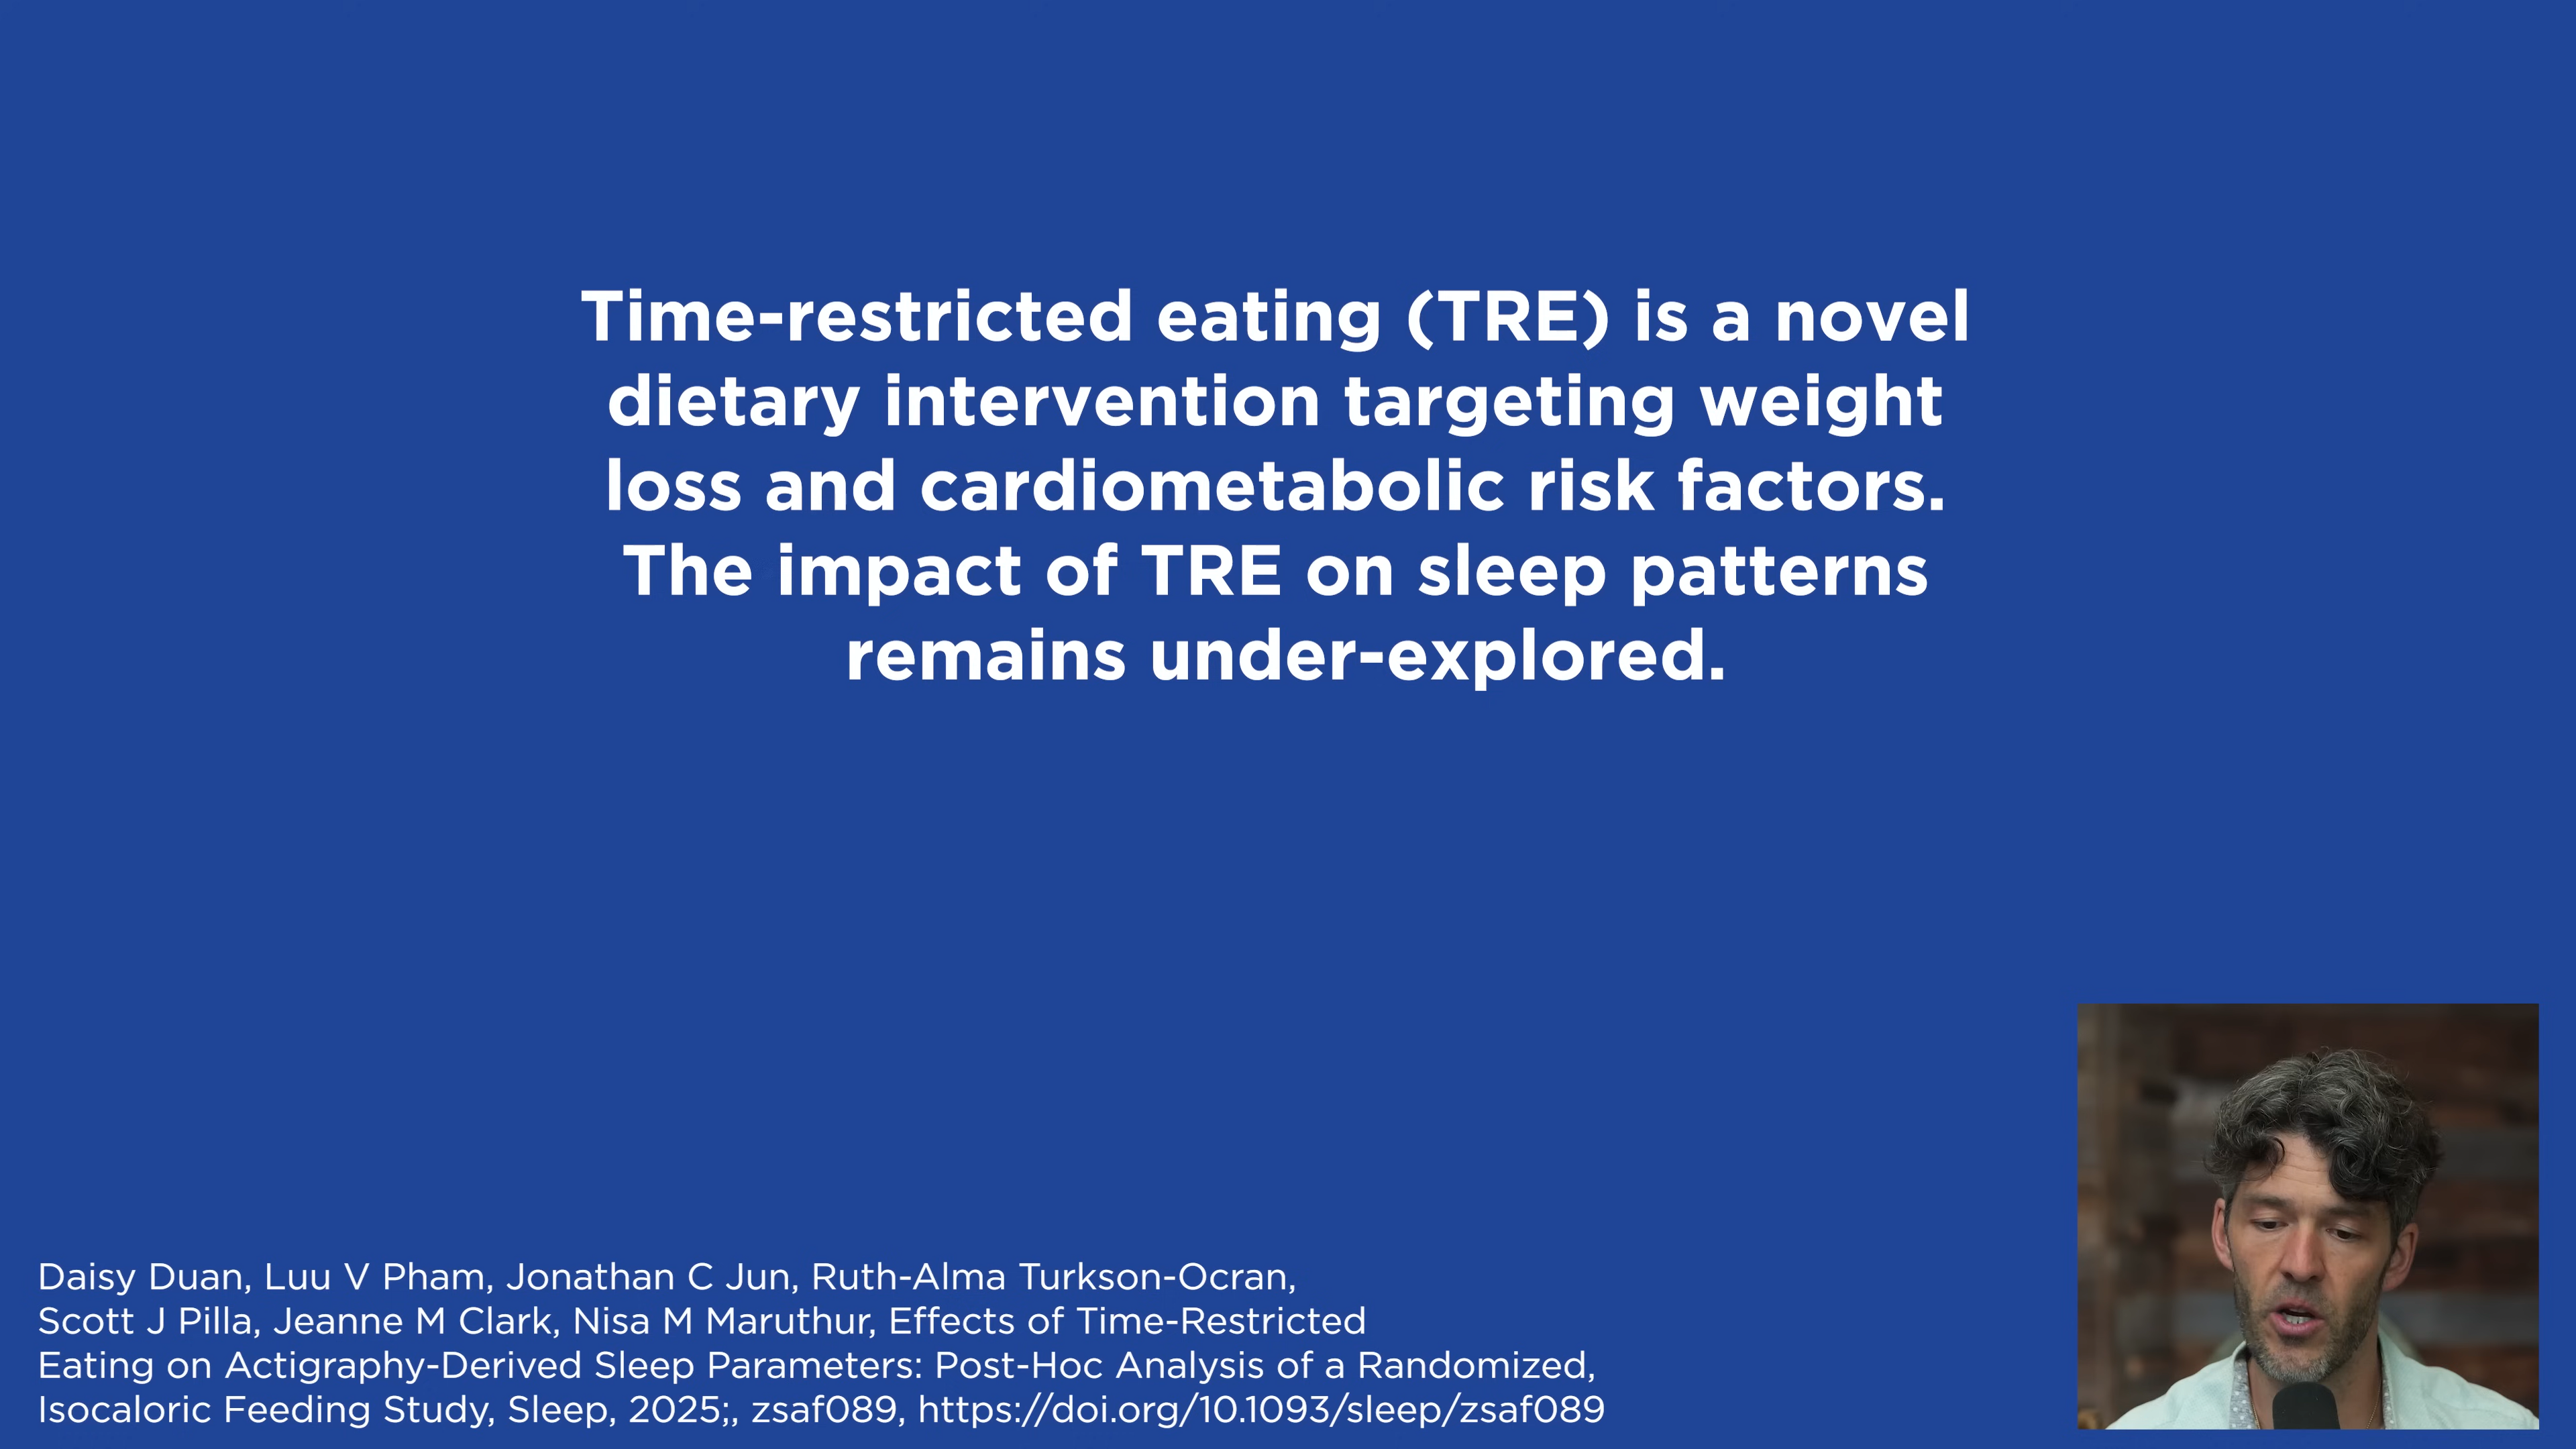 Time-restricted eating (TRE) is a novel
dietary intervention targeting weight
loss and cardiometabolic risk factors.
The impact of TRE on sleep patterns
remains under-explored.
Daisy Duan, Luu V Pham, Jonathan C Jun, Ruth-Alma Turkson-Ocran,
Scott J Pilla, Jeanne M Clark, Nisa M Maruthur, Effects of Time-Restricted
Eating on Actigraphy-Derived Sleep Parameters: Post-Hoc Analysis of a Randomized,
Isocaloric Feeding Study, Sleep, 2025;, zsaf089, https://doi.org/10.1093/sleep/zsaf089